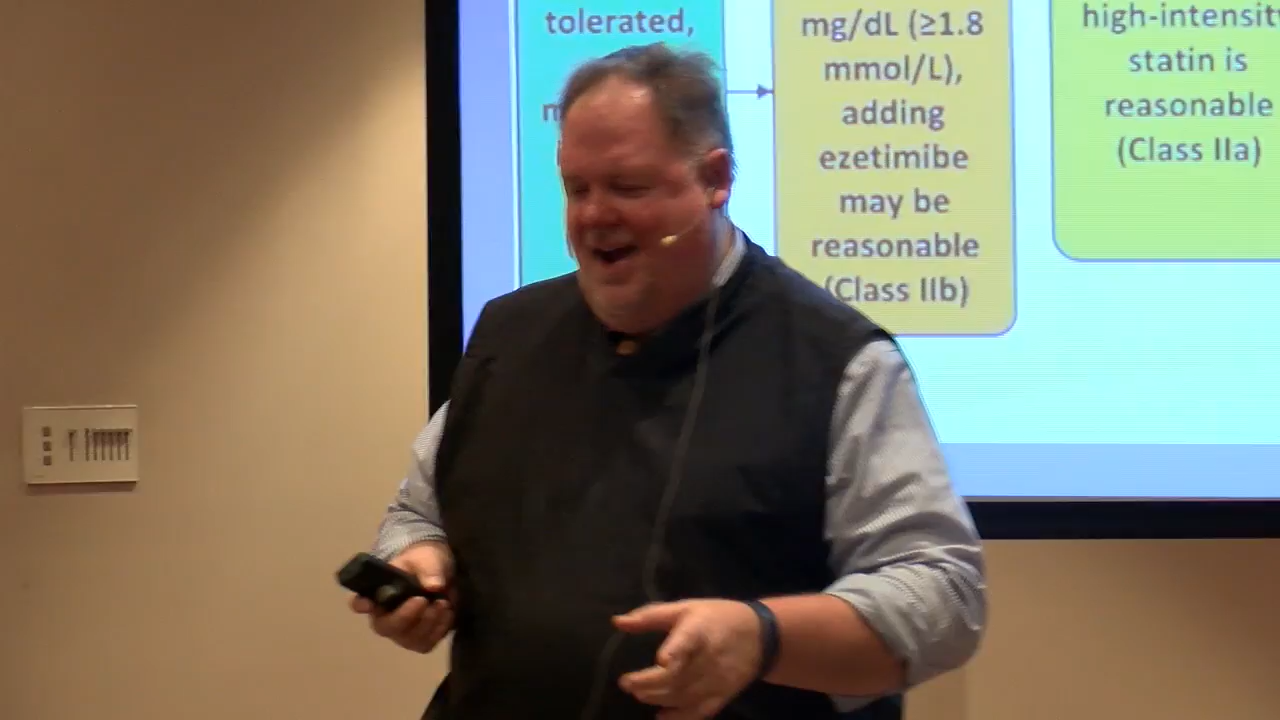 tolerated,
mg/dL (≥1.8
mmol/L),
adding
ezetimibe
may be
reasonable
(Class IIb)
high-intensit
statin is
reasonable
(Class IIa)